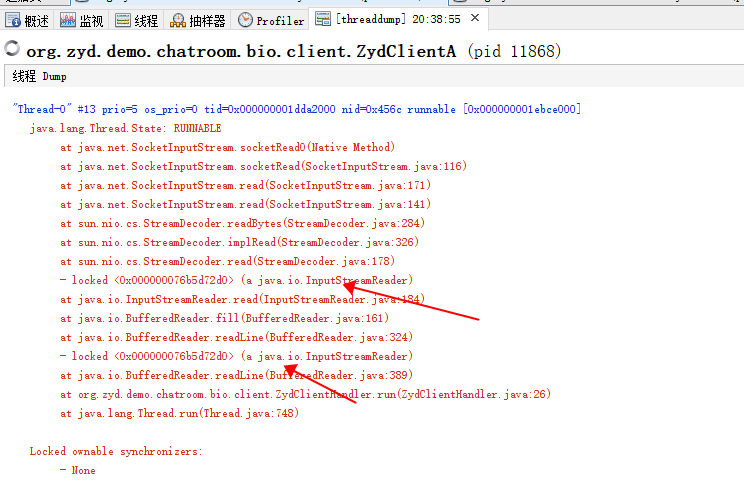 概述 监视 线程 抽样器 Profiler [threaddump] 20:38:55 ✕
org.zyd.demo.chatroom.bio.client.ZydClientA (pid 11868)
线程 Dump
"Thread-0" #13 prio=5 os_prio=0 tid=0x000000001dda2000 nid=0x456c runnable [0x000000001ebce000]
java.lang.Thread.State: RUNNABLE
at java.net.SocketInputStream.socketRead0(Native Method)
at java.net.SocketInputStream.socketRead(SocketInputStream.java:116)
at java.net.SocketInputStream.read(SocketInputStream.java:171)
at java.net.SocketInputStream.read(SocketInputStream.java:141)
at sun.nio.cs.StreamDecoder.readBytes(StreamDecoder.java:284)
at sun.nio.cs.StreamDecoder.implRead(StreamDecoder.java:326)
at sun.nio.cs.StreamDecoder.read(StreamDecoder.java:178)
- locked <0x000000076b5d72d0> (a java.io.InputStreamReader)
at java.io.InputStreamReader.read(InputStreamReader.java:184)
at java.io.BufferedReader.fill(BufferedReader.java:161)
at java.io.BufferedReader.readLine(BufferedReader.java:324)
- locked <0x000000076b5d72d0> (a java.io.InputStreamReader)
at java.io.BufferedReader.readLine(BufferedReader.java:389)
at org.zyd.demo.chatroom.bio.client.ZydClientHandler.run(ZydClientHandler.java:26)
at java.lang.Thread.run(Thread.java:748)
Locked ownable synchronizers:
- None